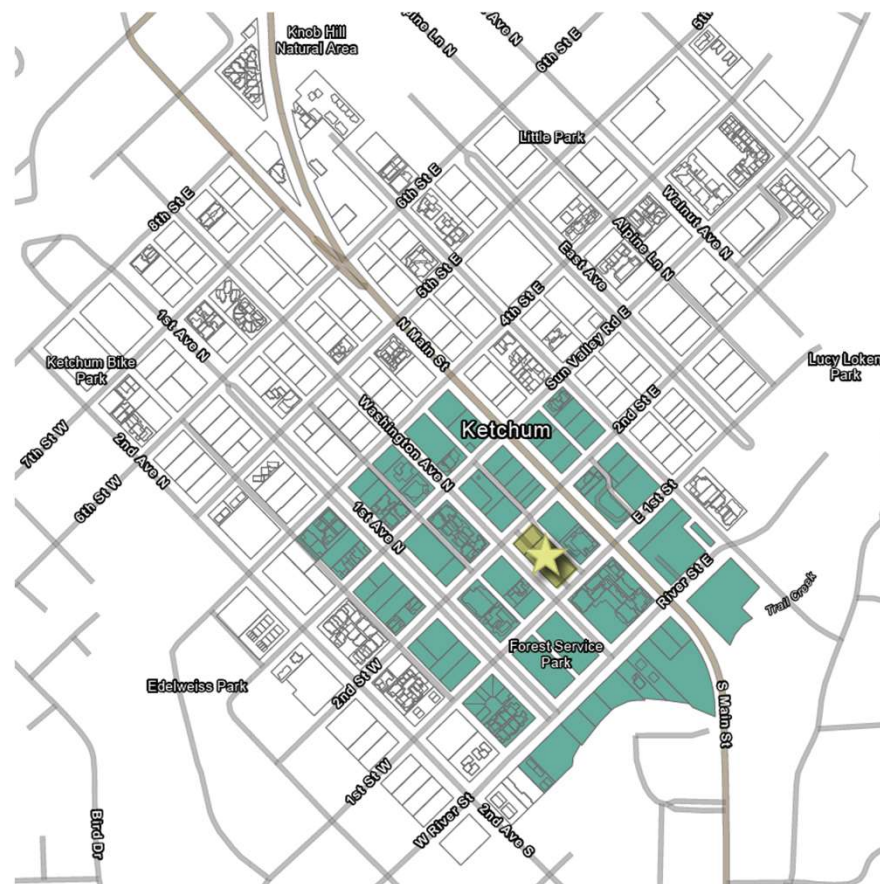 Knob Hill
Natural Area
Alpine Ln N
Ave N
5th
6th St E
Little Park
8th St E
6th St E
Walnut Ave N
Alpine Ln N
East Ave
5th St E
4th St E
Sun Valley Rd E
1st Ave N
N Main St
Ketchum Bike
Park
Lucy Loken
Park
2nd St E
Washington Ave N
Ketchum
7th St W
2nd Ave N
6th St W
E 1st St
1st Ave N
River St E
Trail Creek
Forest Service
Park
Edelweiss Park
2nd St W
S Main St
1st St W
Bird Dr
W River St
2nd Ave S